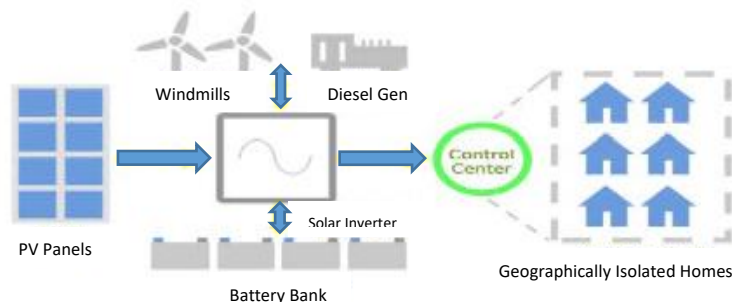 Windmills
Diesel Gen
Control
Center
Solar Inverter
PV Panels
Geographically Isolated Homes
Battery Bank